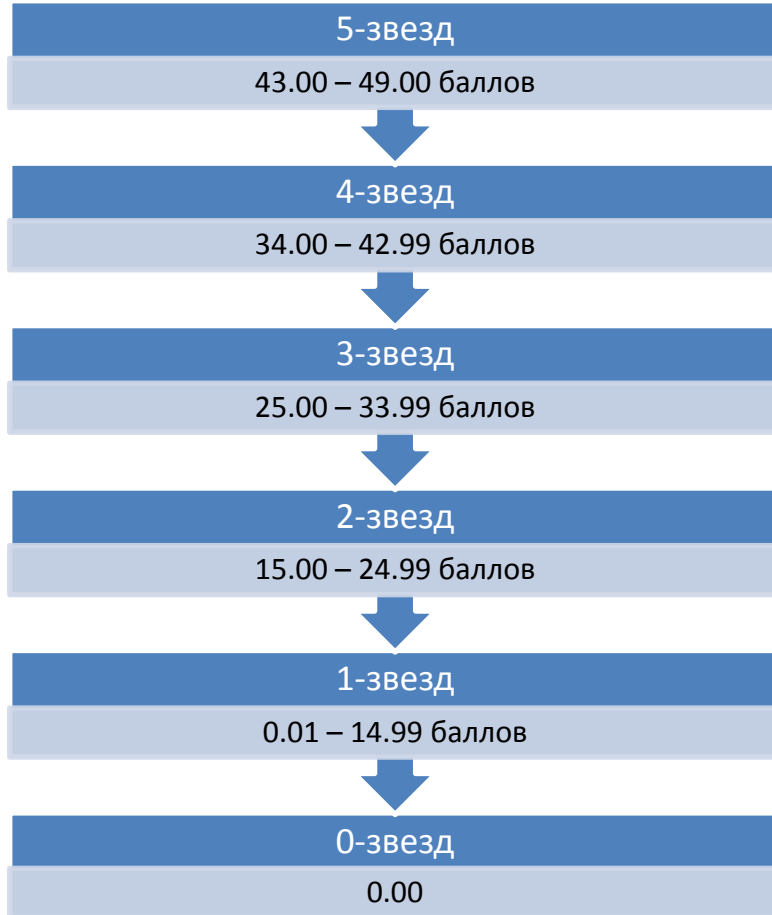 5-звезд
43.00 – 49.00 баллов
4-звезд
34.00 – 42.99 баллов
3-звезд
25.00 – 33.99 баллов
2-звезд
15.00 – 24.99 баллов
1-звезд
0.01 – 14.99 баллов
0-звезд
0.00